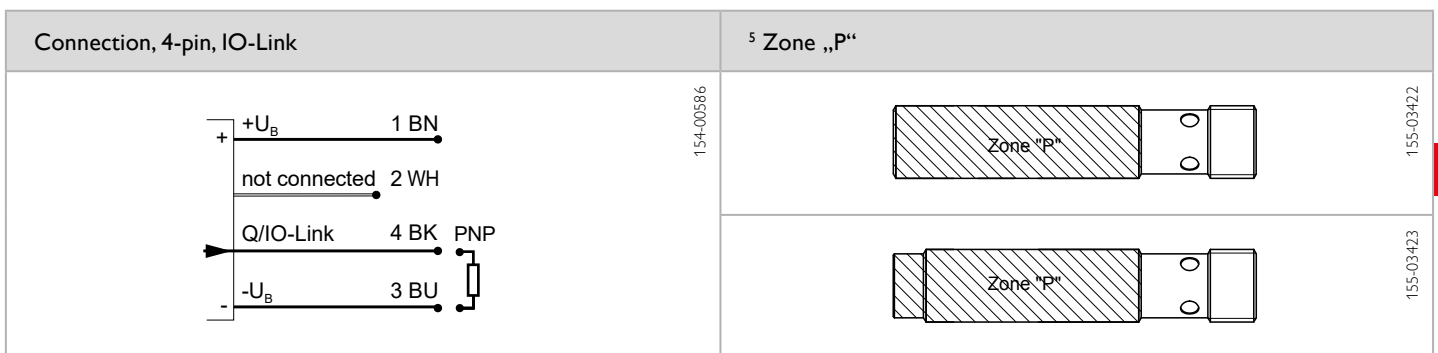 Connection, 4-pin, IO-Link
+U_B 1 BN
+
not connected 2 WH
Q/IO-Link 4 BK PNP
-U_B 3 BU
-
154-00586
⁵ Zone „P“
Zone "P"
155-03422
Zone "P"
155-03423